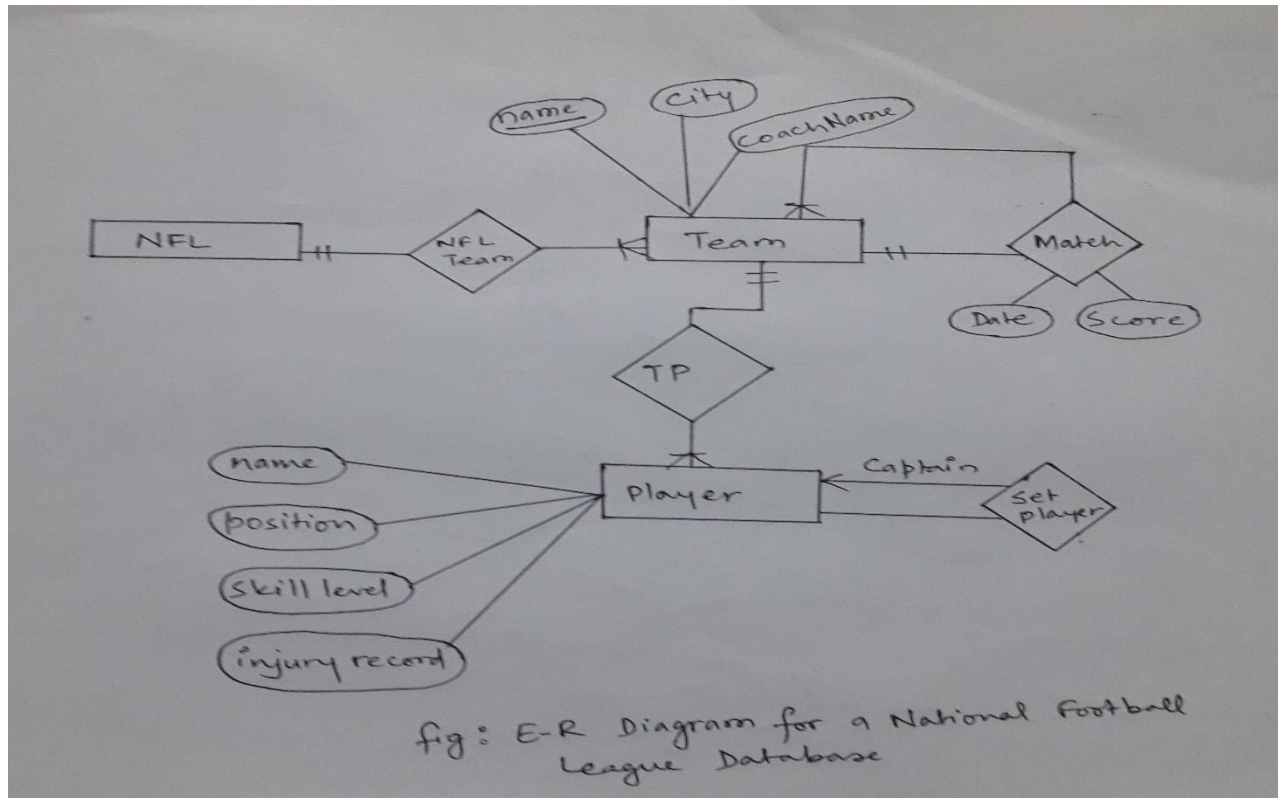 name
city
coachName
NFL
NFL
Team
Team
Match
Date
Score
TP
name
position
skill level
injury record
player
Captain
set
player
fig: E-R Diagram for a National Football
League Database